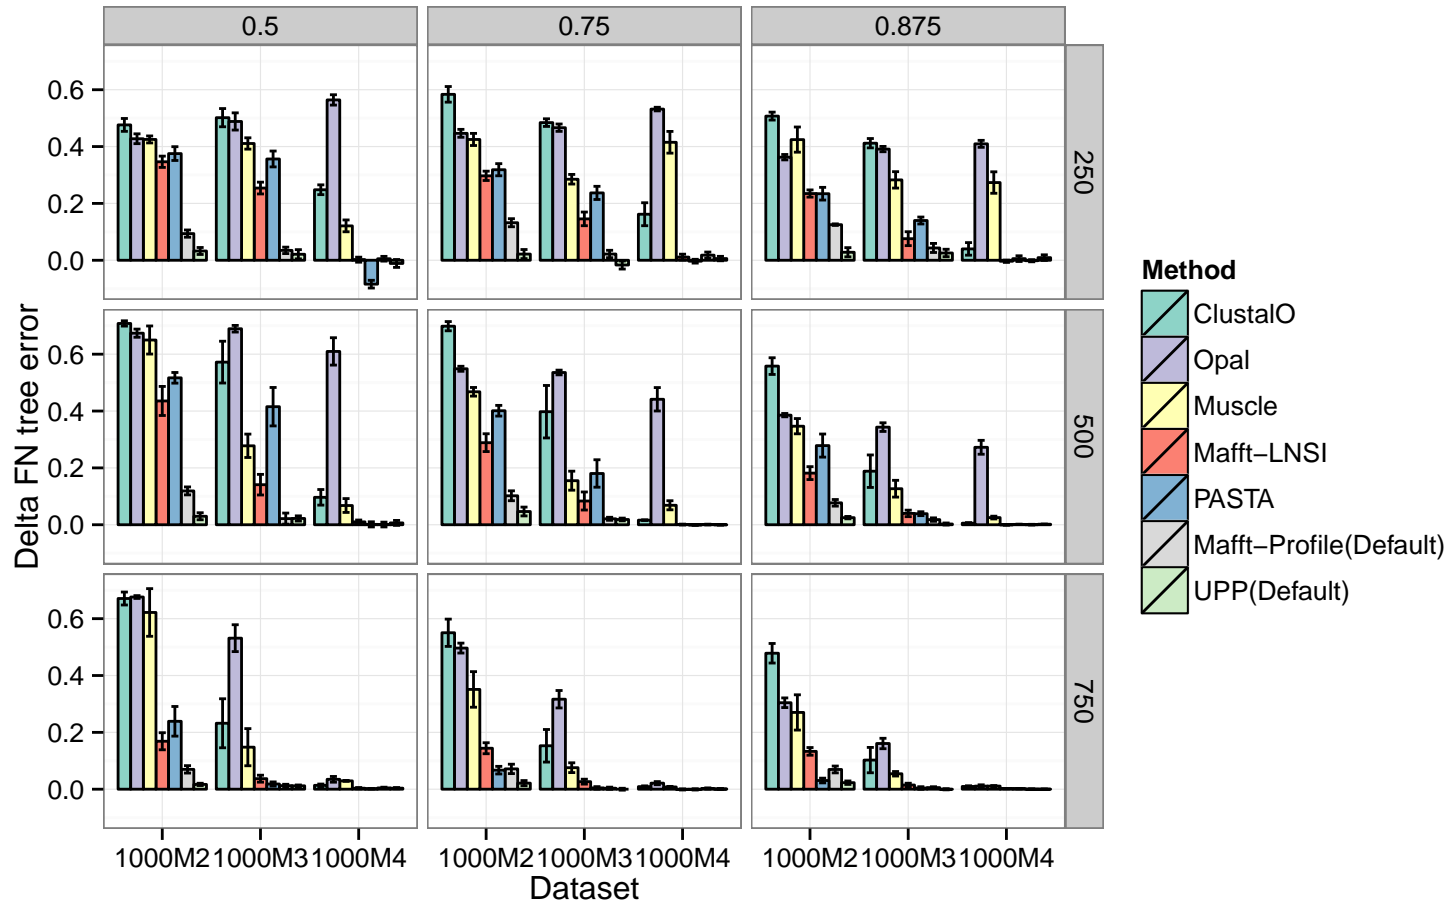 0.5
0.75
0.875
0.6
0.4
0.2
0.0
250
0.6
0.4
0.2
0.0
500
0.6
0.4
0.2
0.0
750
Delta FN tree error
1000M2
1000M3
1000M4
1000M2
1000M3
1000M4
1000M2
1000M3
1000M4
Dataset
Method
ClustalO
Opal
Muscle
Mafft−LNSI
PASTA
Mafft−Profile(Default)
UPP(Default)